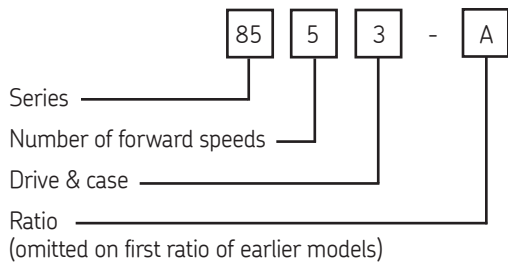 85 5 3 - A
Series
Number of forward speeds
Drive & case
Ratio
(omitted on first ratio of earlier models)